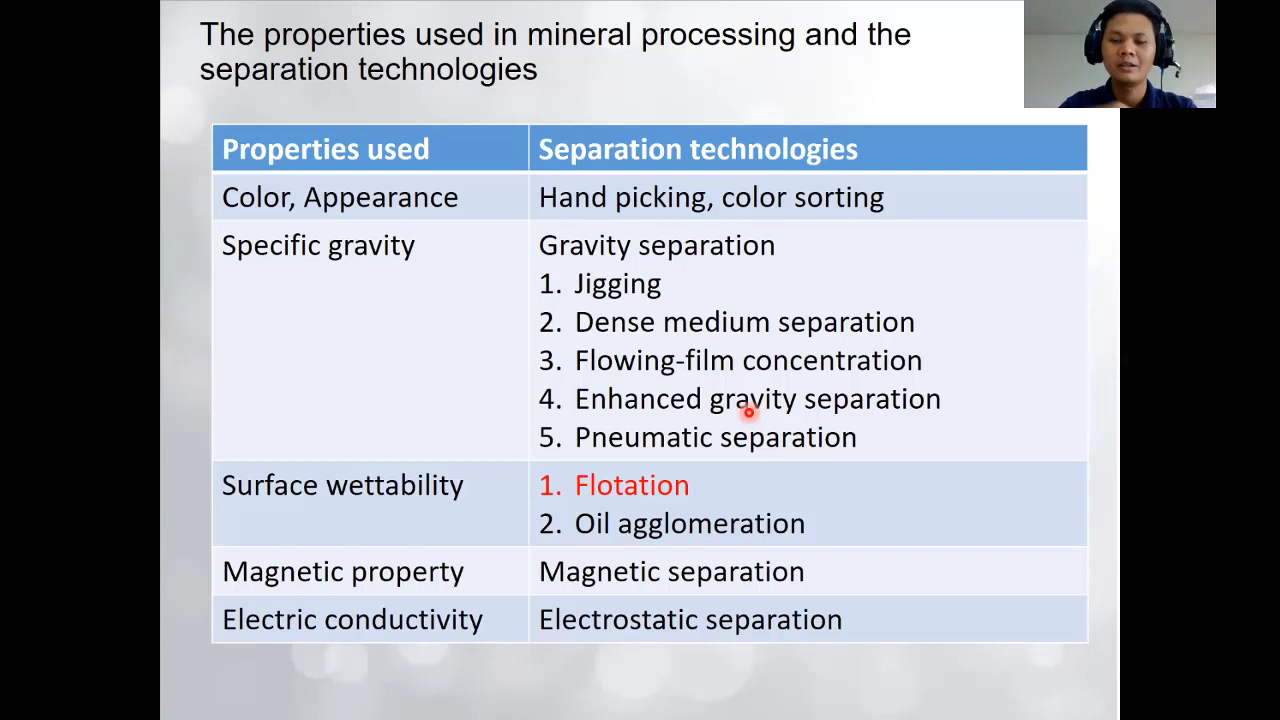 The properties used in mineral processing and the
separation technologies
Properties used
Separation technologies
Color, Appearance
Hand picking, color sorting
Specific gravity
Gravity separation
1. Jigging
2. Dense medium separation
3. Flowing-film concentration
4. Enhanced gravity separation
5. Pneumatic separation
Surface wettability
1. Flotation
2. Oil agglomeration
Magnetic property
Magnetic separation
Electric conductivity
Electrostatic separation